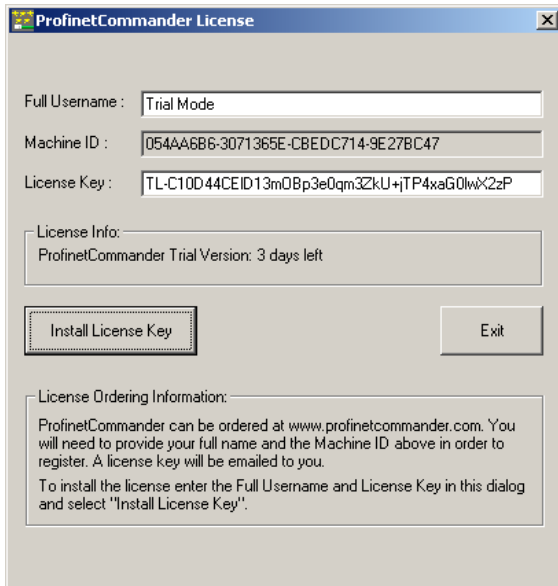 ProfinetCommander License
Full Username : Trial Mode
Machine ID : 054AA6B6-3071365E-CBEDC714-9E27BC47
License Key : TL-C10D44CEID13mOBp3e0qm3ZkU+jTP4xaG0lwX2zP
License Info:
ProfinetCommander Trial Version: 3 days left
Install License Key Exit
License Ordering Information:
ProfinetCommander can be ordered at www.profinetcommander.com. You
will need to provide your full name and the Machine ID above in order to
register. A license key will be emailed to you.
To install the license enter the Full Username and License Key in this dialog
and select "Install License Key".